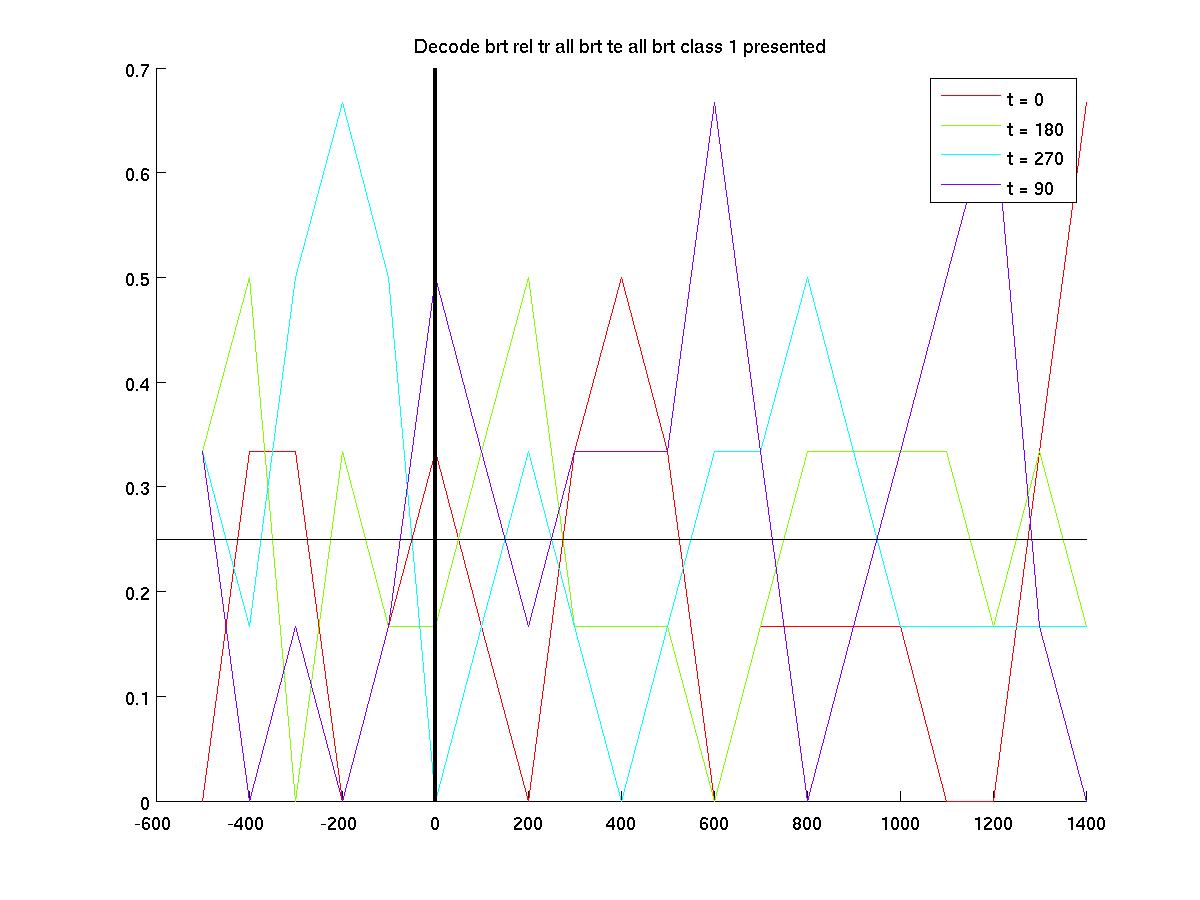 Decode brt rel tr all brt te all brt class 1 presented
0.7
t = 0
t = 180
t = 270
t = 90
0.6
0.5
0.4
0.3
0.2
0.1
0
-600 -400 -200 0 200 400 600 800 1000 1200 1400